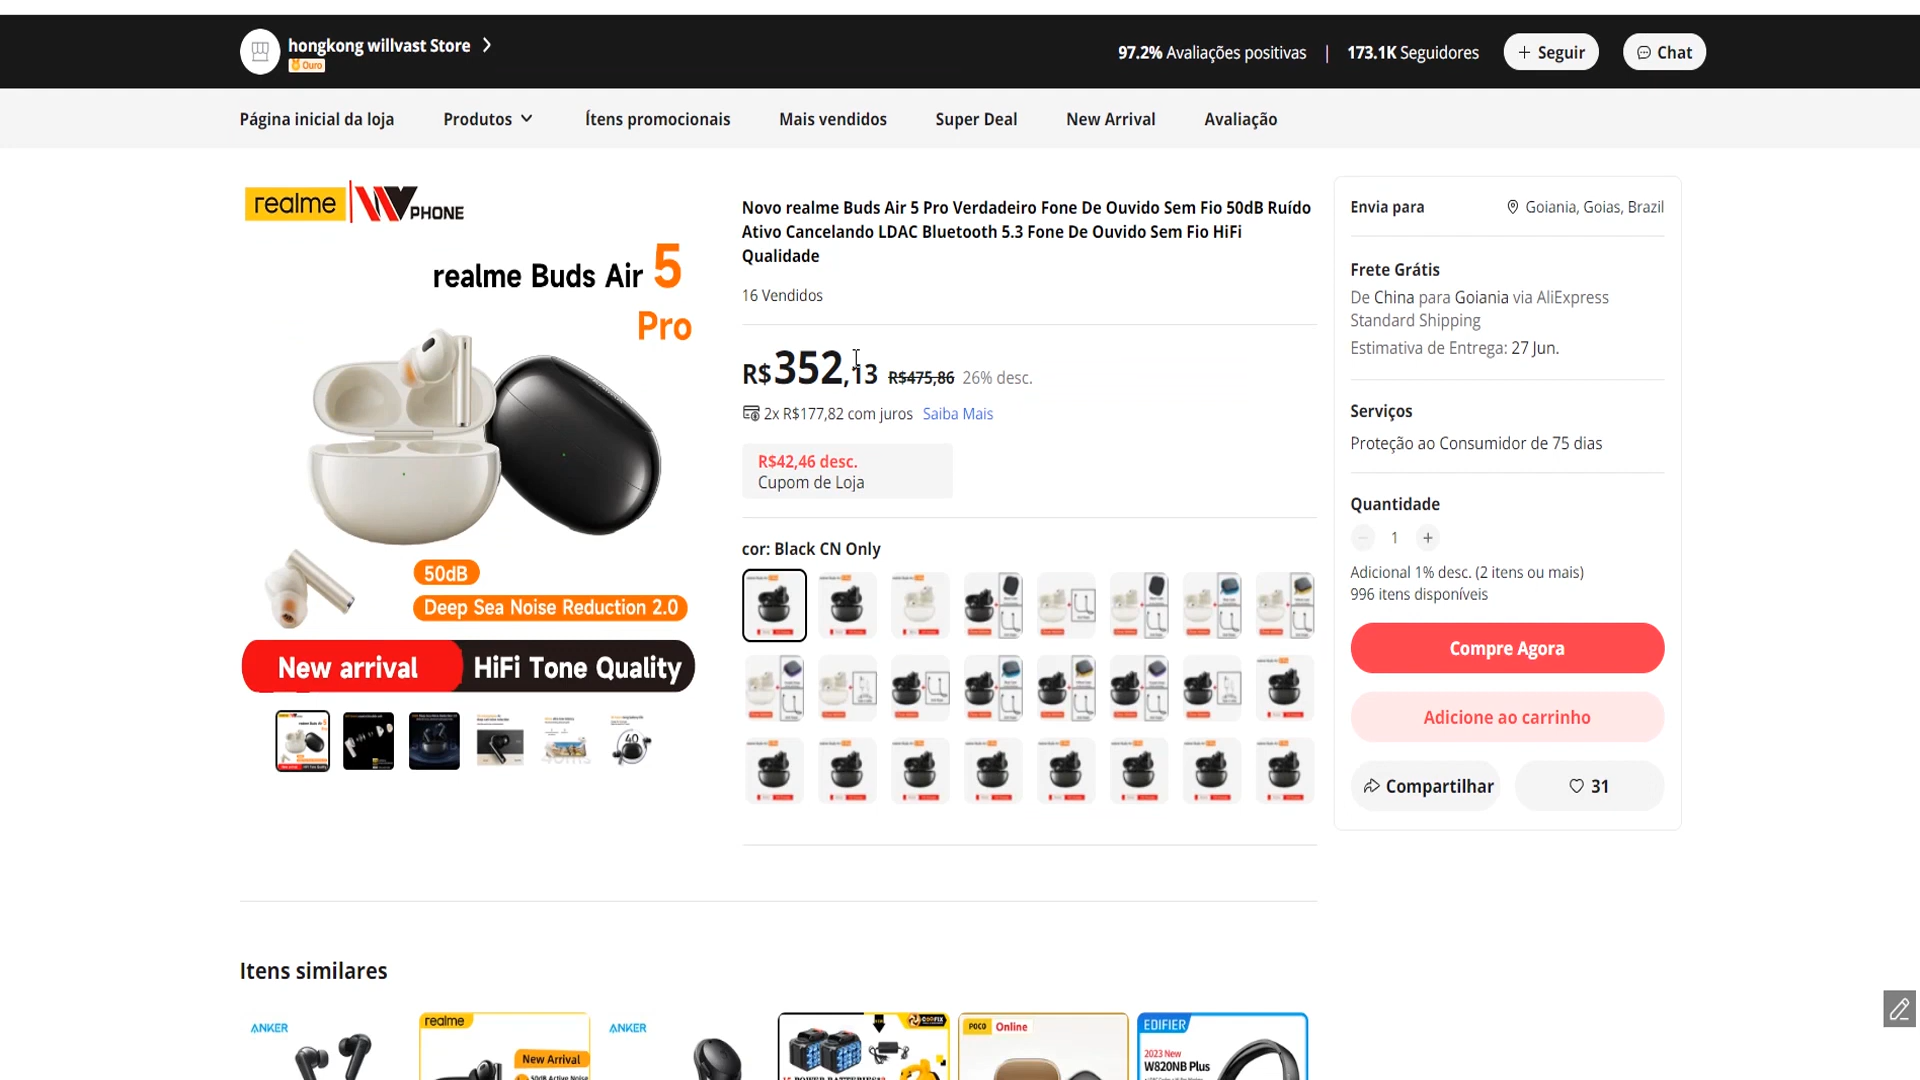 hongkong willvast Store
Ouro
97.2% Avaliações positivas | 173.1K Seguidores
+ Seguir
Chat
Página inicial da loja
Produtos
Ítens promocionais
Mais vendidos
Super Deal
New Arrival
Avaliação
realme
PHONE
realme Buds Air 5
Pro
50dB
Deep Sea Noise Reduction 2.0
New arrival
HiFi Tone Quality
Novo realme Buds Air 5 Pro Verdadeiro Fone De Ouvido Sem Fio 50dB Ruído
Ativo Cancelando LDAC Bluetooth 5.3 Fone De Ouvido Sem Fio HiFi
Qualidade
16 Vendidos
R$352,13 R$475,86 26% desc.
2x R$177,82 com juros Saiba Mais
R$42,46 desc.
Cupom de Loja
cor: Black CN Only
Envia para
Goiania, Goias, Brazil
Frete Grátis
De China para Goiania via AliExpress
Standard Shipping
Estimativa de Entrega: 27 Jun.
Serviços
Proteção ao Consumidor de 75 dias
Quantidade
− 1 +
Adicional 1% desc. (2 itens ou mais)
996 itens disponíveis
Compre Agora
Adicione ao carrinho
Compartilhar
31
Itens similares
ANKER
realme
New Arrival
ANKER
POCO Online
EDIFIER
2023 New
W820NB Plus